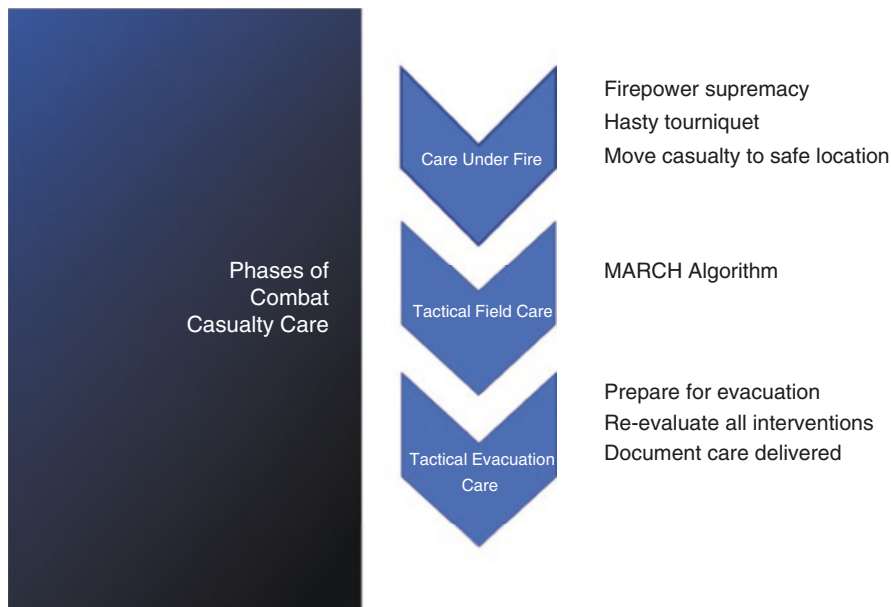 Phases of
Combat
Casualty Care
Care Under Fire
Firepower supremacy
Hasty tourniquet
Move casualty to safe location
Tactical Field Care
MARCH Algorithm
Tactical Evacuation
Care
Prepare for evacuation
Re-evaluate all interventions
Document care delivered